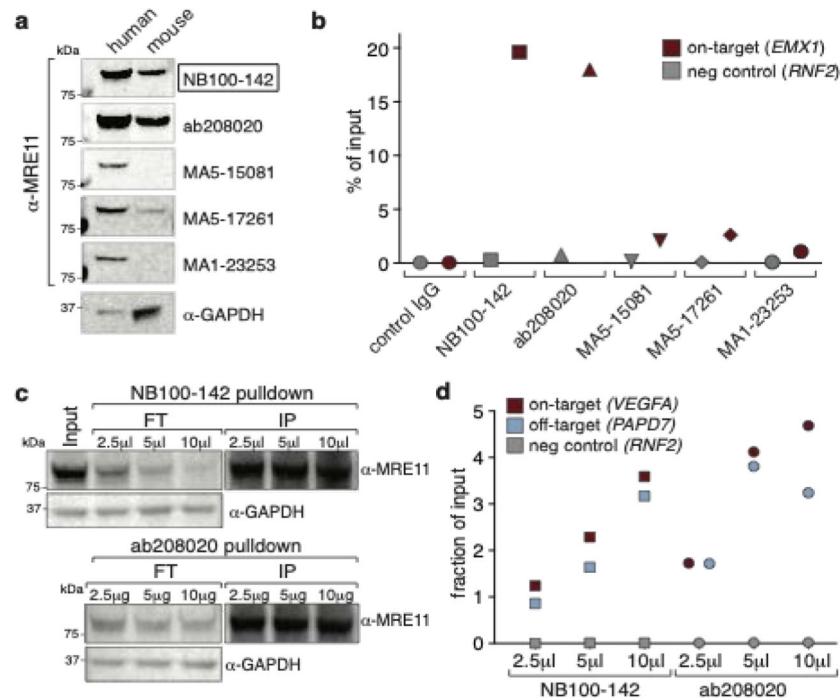 a
human mouse
kDa
α-MRE11
75 NB100-142
75 ab208020
75 MA5-15081
75 MA5-17261
75 MA1-23253
37 α-GAPDH
b
% of input
20
15
10
5
0
on-target (EMX1)
neg control (RNF2)
control IgG
NB100-142
ab208020
MA5-15081
MA5-17261
MA1-23253
c
NB100-142 pulldown
Input FT IP
kDa 2.5µl 5µl 10µl 2.5µl 5µl 10µl
75 α-MRE11
37 α-GAPDH
ab208020 pulldown
FT IP
kDa 2.5µg 5µg 10µg 2.5µg 5µg 10µg
75 α-MRE11
37 α-GAPDH
d
fraction of input
5
4
3
2
1
0
on-target (VEGFA)
off-target (PAPD7)
neg control (RNF2)
2.5µl 5µl 10µl 2.5µl 5µl 10µl
NB100-142 ab208020